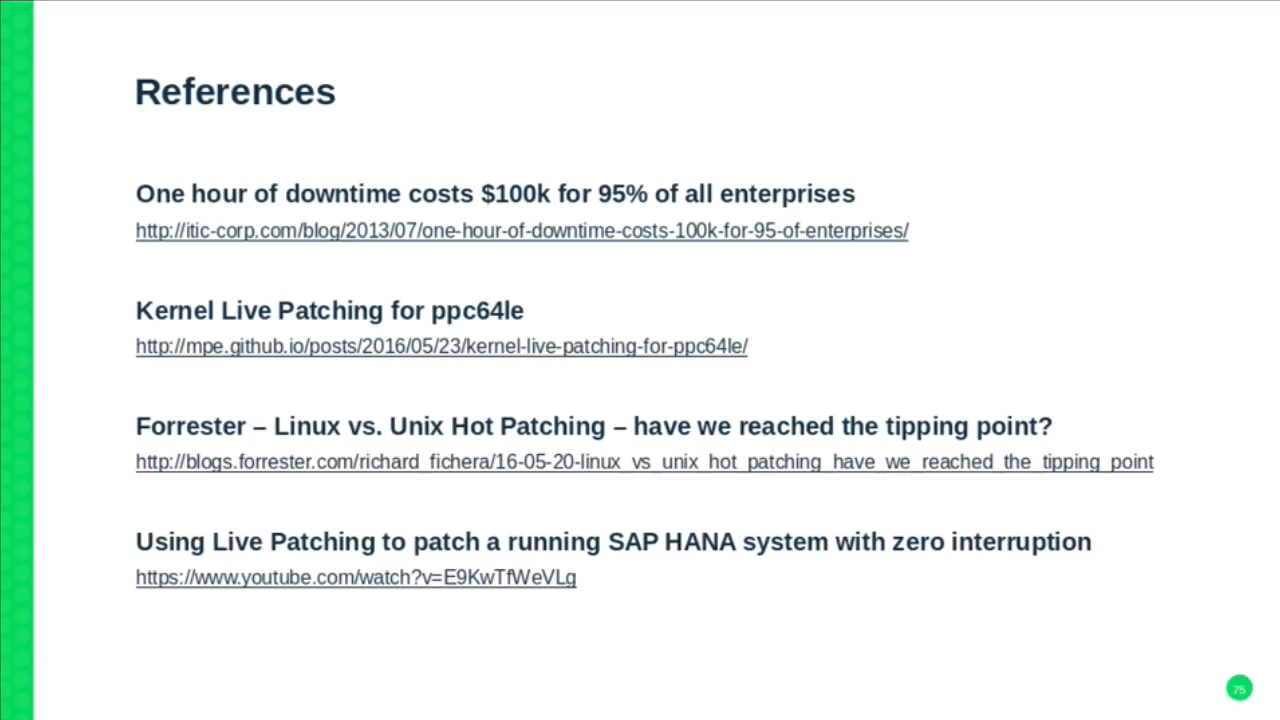 References
One hour of downtime costs $100k for 95% of all enterprises
http://itic-corp.com/blog/2013/07/one-hour-of-downtime-costs-100k-for-95-of-enterprises/
Kernel Live Patching for ppc64le
http://mpe.github.io/posts/2016/05/23/kernel-live-patching-for-ppc64le/
Forrester – Linux vs. Unix Hot Patching – have we reached the tipping point?
http://blogs.forrester.com/richard_fichera/16-05-20-linux_vs_unix_hot_patching_have_we_reached_the_tipping_point
Using Live Patching to patch a running SAP HANA system with zero interruption
https://www.youtube.com/watch?v=E9KwTfWeVLg
75